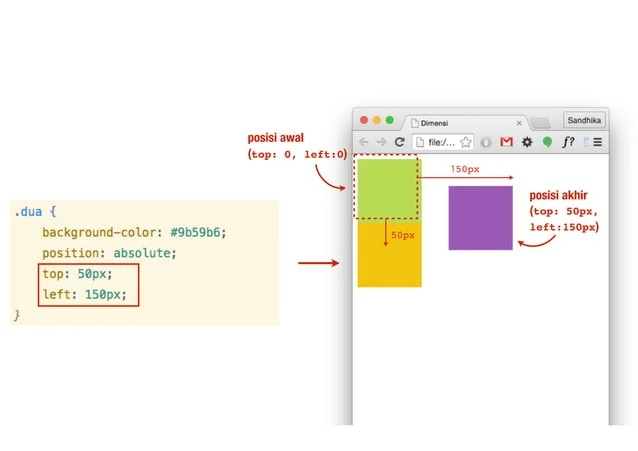 Dimensi
Sandhika
file:/...
f?
posisi awal
(top: 0, left:0)
150px
posisi akhir
(top: 50px,
left:150px)
50px
.dua {
background-color: #9b59b6;
position: absolute;
top: 50px;
left: 150px;
}